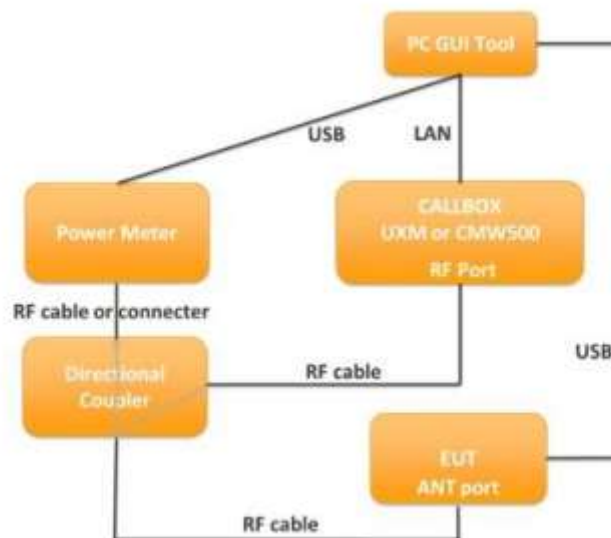 PC GUI Tool
USB
LAN
Power Meter
CALLBOX
UXM or CMW500
RF Port
RF cable or connecter
Directional
Coupler
RF cable
USB
EUT
ANT port
RF cable